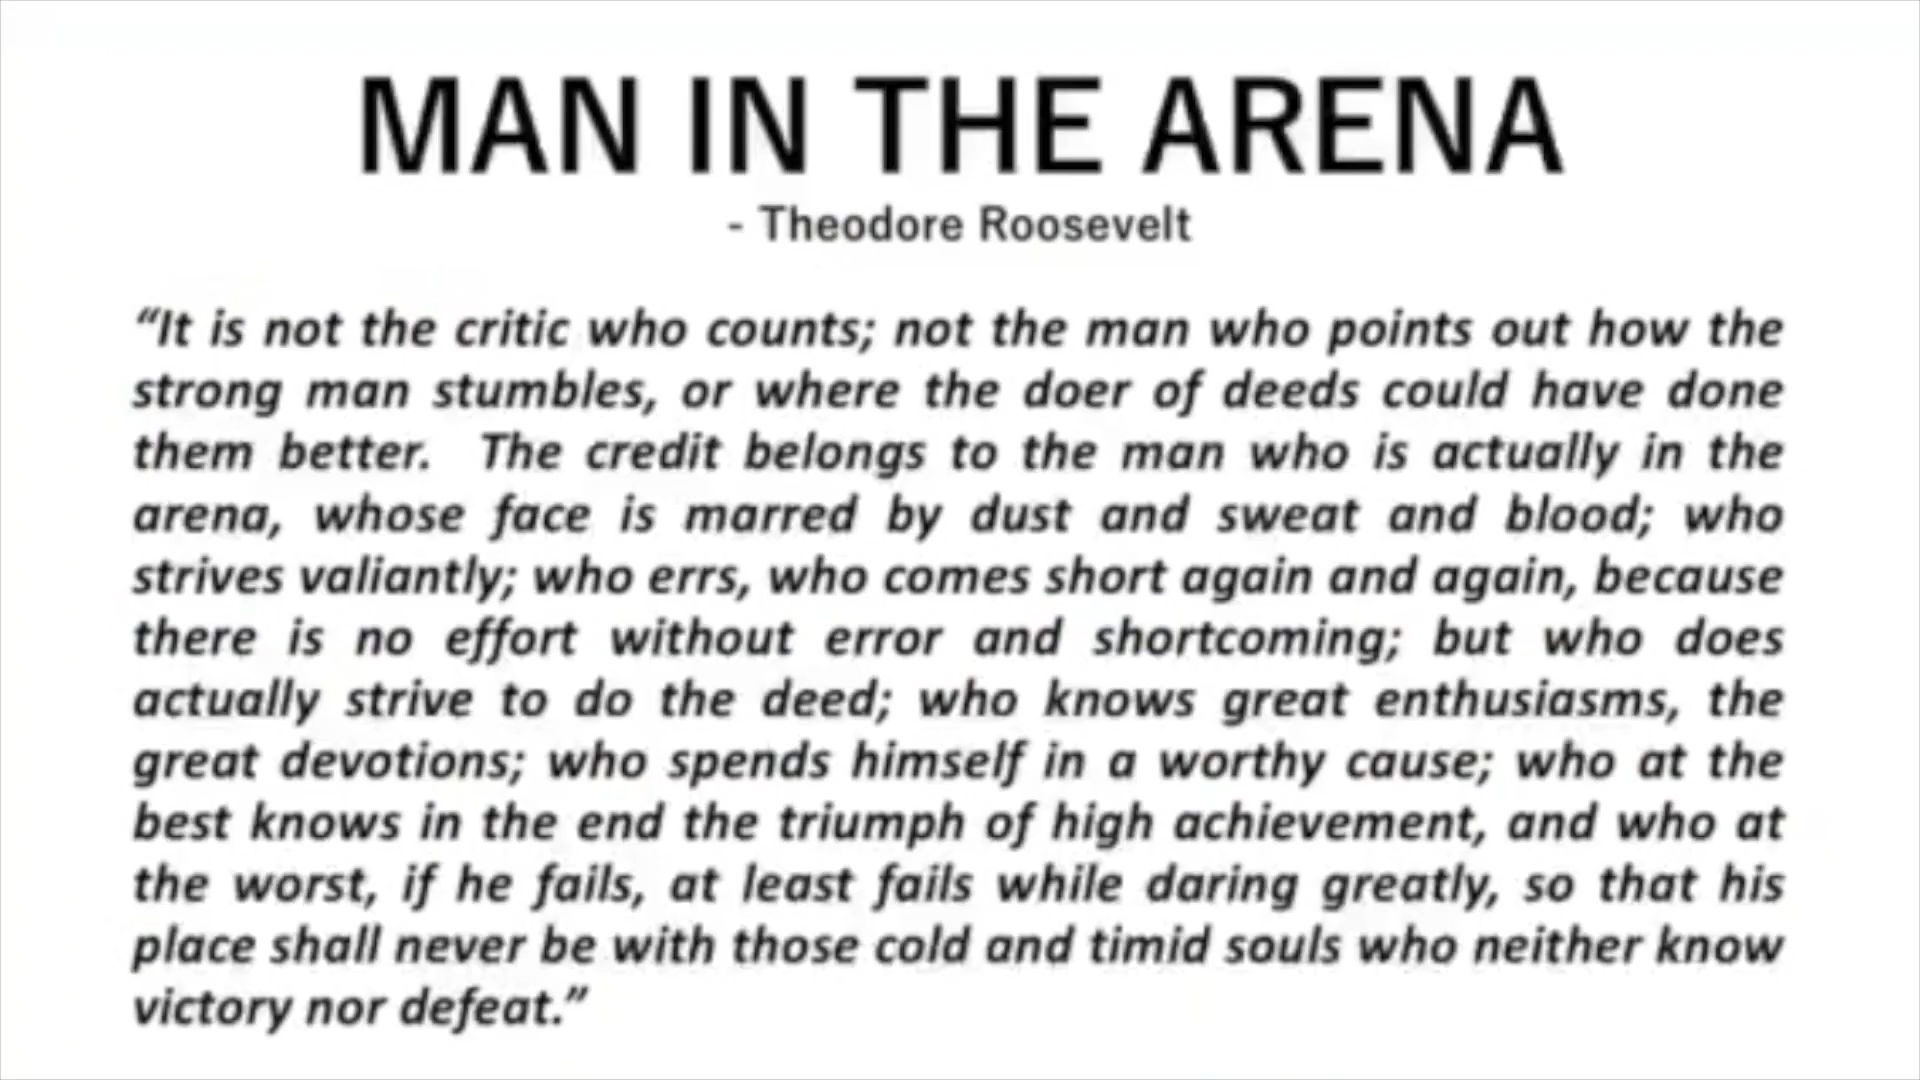 MAN IN THE ARENA
- Theodore Roosevelt
“It is not the critic who counts; not the man who points out how the
strong man stumbles, or where the doer of deeds could have done
them better.  The credit belongs to the man who is actually in the
arena, whose face is marred by dust and sweat and blood; who
strives valiantly; who errs, who comes short again and again, because
there is no effort without error and shortcoming; but who does
actually strive to do the deed; who knows great enthusiasms, the
great devotions; who spends himself in a worthy cause; who at the
best knows in the end the triumph of high achievement, and who at
the worst, if he fails, at least fails while daring greatly, so that his
place shall never be with those cold and timid souls who neither know
victory nor defeat.”